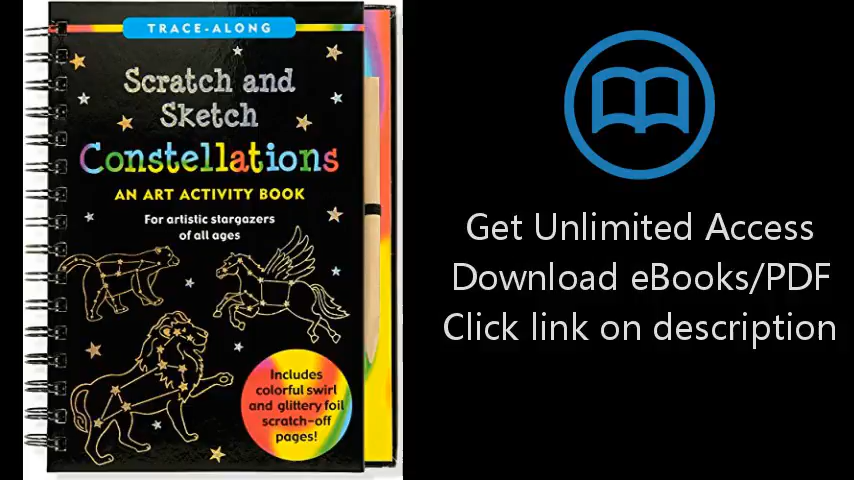 TRACE-ALONG
Scratch and
Sketch
Constellations
AN ART ACTIVITY BOOK
For artistic stargazers
of all ages
Includes
colorful swirl
and glittery foil
scratch-off
pages!
Get Unlimited Access
Download eBooks/PDF
Click link on description